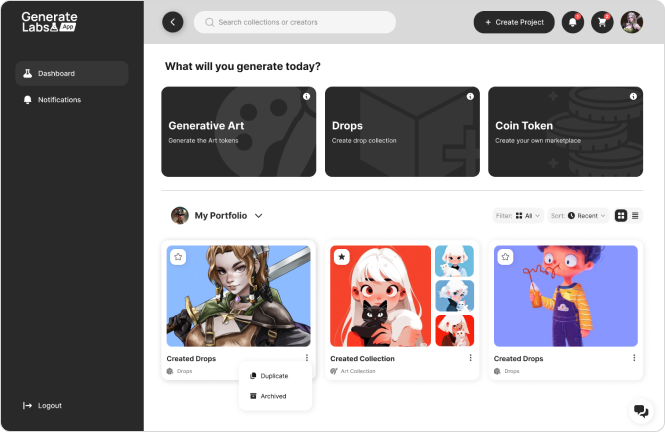 Generate
Labs App
Search collections or creators
+ Create Project
Dashboard
Notifications
What will you generate today?
Generative Art
Generate the Art tokens
Drops
Create drop collection
Coin Token
Create your own marketplace
My Portfolio
Filter: All
Sort: Recent
Created Drops
Drops
Duplicate
Archived
Created Collection
Art Collection
Created Drops
Drops
Logout